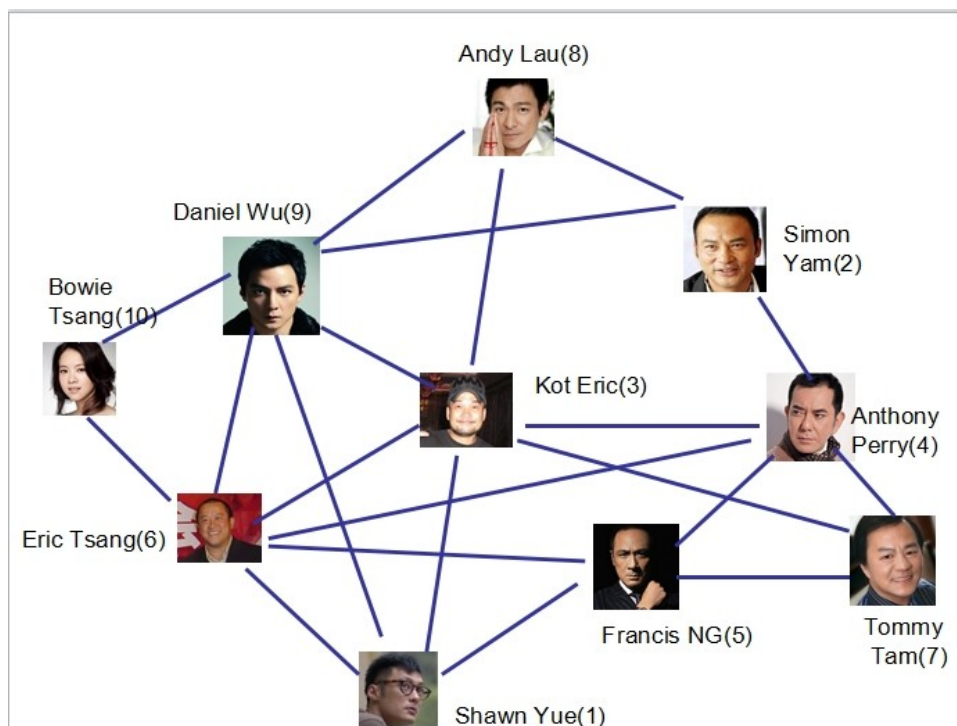 Andy Lau(8)
Daniel Wu(9)
Simon
Yam(2)
Bowie
Tsang(10)
Kot Eric(3)
Anthony
Perry(4)
Eric Tsang(6)
Francis NG(5)
Tommy
Tam(7)
Shawn Yue(1)